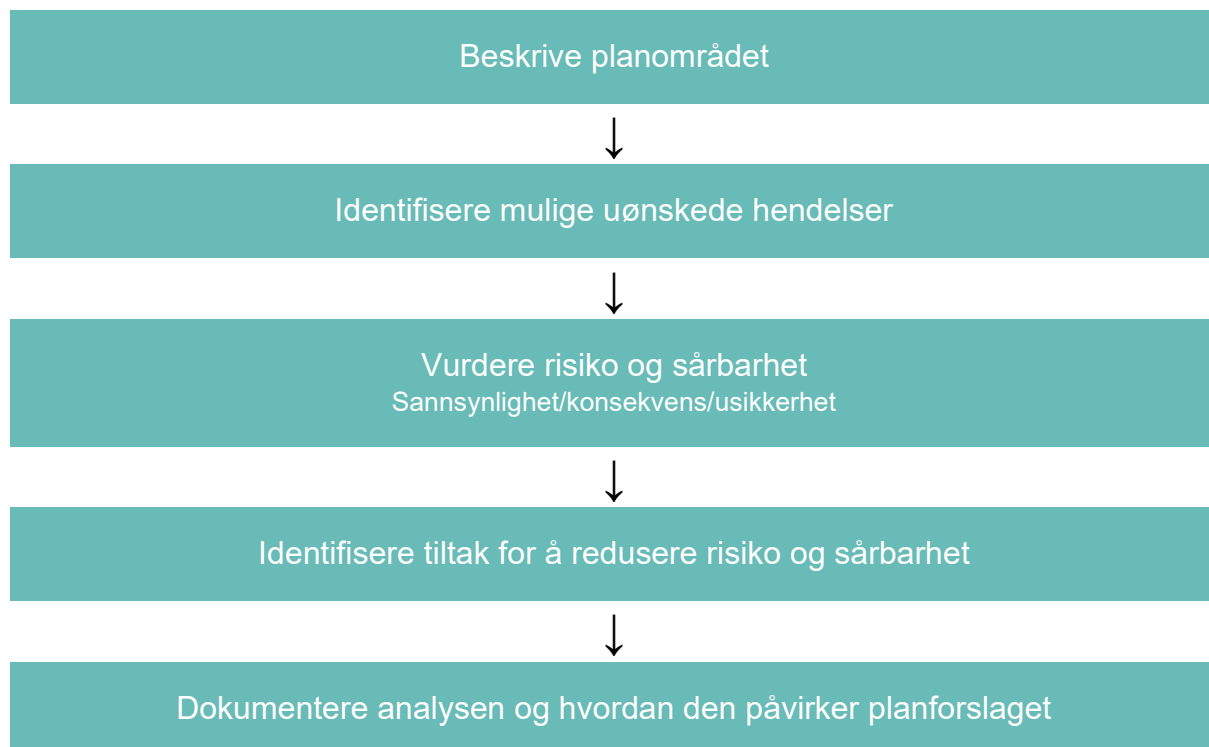 Beskrive planområdet
Identifisere mulige uønskede hendelser
Vurdere risiko og sårbarhet
Sannsynlighet/konsekvens/usikkerhet
Identifisere tiltak for å redusere risiko og sårbarhet
Dokumentere analysen og hvordan den påvirker planforslaget